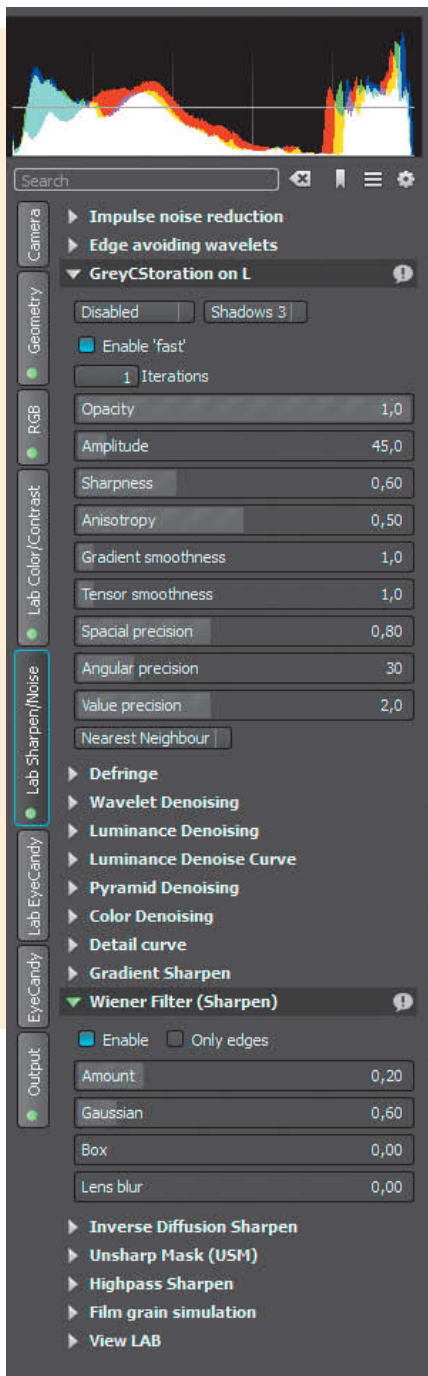 Search
Camera
Geometry
RGB
Lab Color/Contrast
Lab Sharpen/Noise
Lab EyeCandy
EyeCandy
Output
Impulse noise reduction
Edge avoiding wavelets
GreyCStoration on L
Disabled Shadows 3
Enable 'fast'
1 Iterations
Opacity 1,0
Amplitude 45,0
Sharpness 0,60
Anisotropy 0,50
Gradient smoothness 1,0
Tensor smoothness 1,0
Spacial precision 0,80
Angular precision 30
Value precision 2,0
Nearest Neighbour
Defringe
Wavelet Denoising
Luminance Denoising
Luminance Denoise Curve
Pyramid Denoising
Color Denoising
Detail curve
Gradient Sharpen
Wiener Filter (Sharpen)
Enable Only edges
Amount 0,20
Gaussian 0,60
Box 0,00
Lens blur 0,00
Inverse Diffusion Sharpen
Unsharp Mask (USM)
Highpass Sharpen
Film grain simulation
View LAB